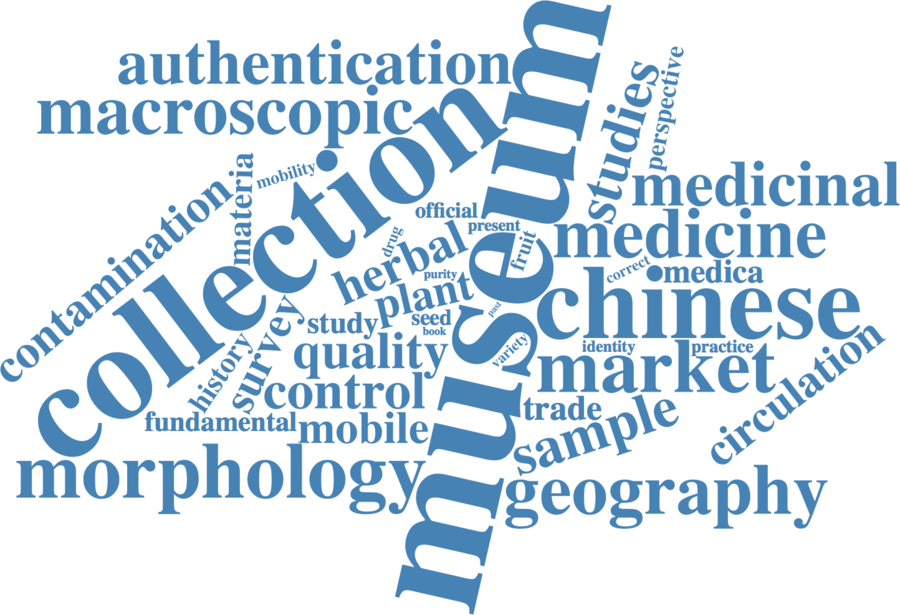 museum
authentication
macroscopic
collection
studies
perspective
materia
mobility
contamination
medicinal
official
present
drug
herbal
fruit
medicine
correct
medica
purity
plant
chinese
past
seed
book
study
survey
history
quality
variety
identity
practice
market
circulation
control
trade
sample
fundamental
mobile
morphology
geography